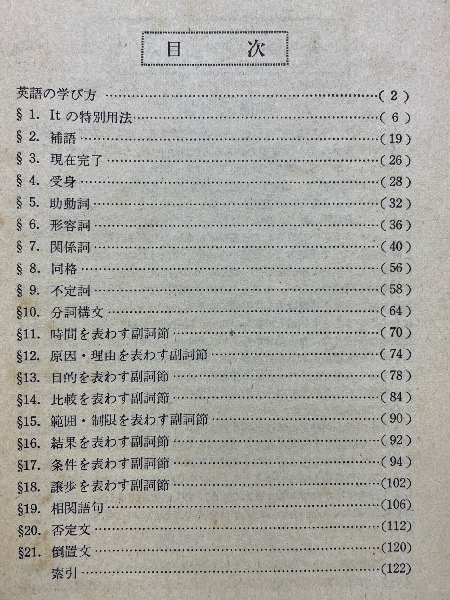 目 次
英語の学び方 ……(2)
§ 1. It の特別用法 ……(6)
§ 2. 補語 ……(19)
§ 3. 現在完了 ……(26)
§ 4. 受身 ……(28)
§ 5. 助動詞 ……(32)
§ 6. 形容詞 ……(36)
§ 7. 関係詞 ……(40)
§ 8. 同格 ……(56)
§ 9. 不定詞 ……(58)
§10. 分詞構文 ……(64)
§11. 時間を表わす副詞節 ……(70)
§12. 原因・理由を表わす副詞節 ……(74)
§13. 目的を表わす副詞節 ……(78)
§14. 比較を表わす副詞節 ……(84)
§15. 範囲・制限を表わす副詞節 ……(90)
§16. 結果を表わす副詞節 ……(92)
§17. 条件を表わす副詞節 ……(94)
§18. 譲歩を表わす副詞節 ……(102)
§19. 相関語句 ……(106)
§20. 否定文 ……(112)
§21. 倒置文 ……(120)
索引 ……(122)